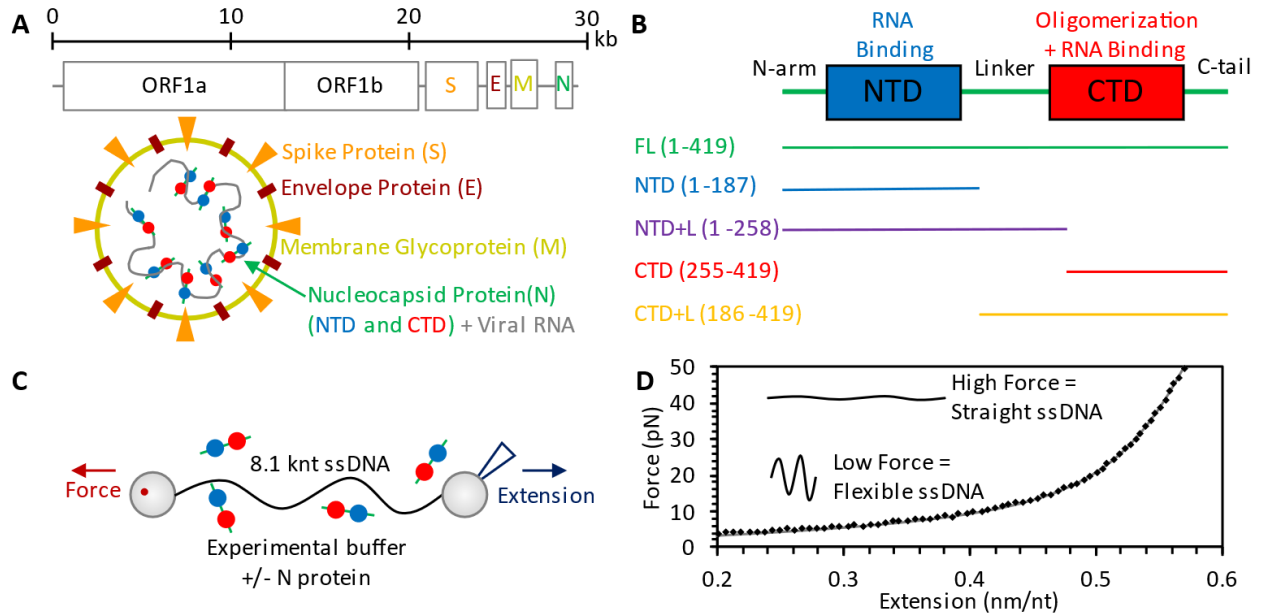 A
0 10 20 30
kb
ORF1a ORF1b S E M N
Spike Protein (S)
Envelope Protein (E)
Membrane Glycoprotein (M)
Nucleocapsid Protein(N)
(NTD and CTD) + Viral RNA
B
RNA
Binding
Oligomerization
+ RNA Binding
N-arm NTD Linker CTD C-tail
FL (1-419)
NTD (1-187)
NTD+L (1-258)
CTD (255-419)
CTD+L (186-419)
C
8.1 knt ssDNA
Force
Extension
Experimental buffer
+/- N protein
D
50
40
30
20
10
0
Force (pN)
High Force =
Straight ssDNA
Low Force =
Flexible ssDNA
0.2 0.3 0.4 0.5 0.6
Extension (nm/nt)